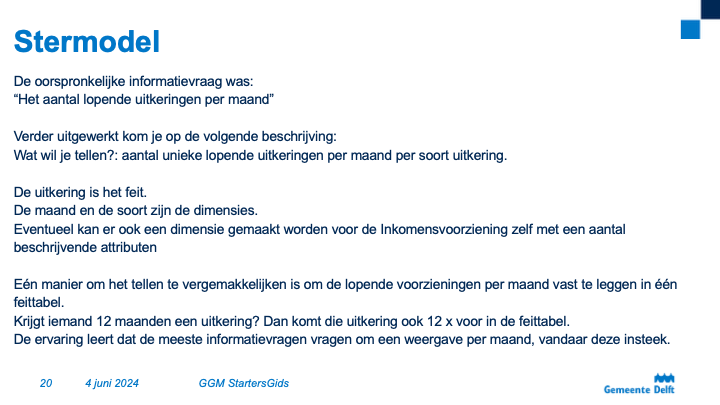 Stermodel
De oorspronkelijke informatievraag was:
“Het aantal lopende uitkeringen per maand”
Verder uitgewerkt kom je op de volgende beschrijving:
Wat wil je tellen?: aantal unieke lopende uitkeringen per maand per soort uitkering.
De uitkering is het feit.
De maand en de soort zijn de dimensies.
Eventueel kan er ook een dimensie gemaakt worden voor de Inkomensvoorziening zelf met een aantal
beschrijvende attributen
Eén manier om het tellen te vergemakkelijken is om de lopende voorzieningen per maand vast te leggen in één
feittabel.
Krijgt iemand 12 maanden een uitkering? Dan komt die uitkering ook 12 x voor in de feittabel.
De ervaring leert dat de meeste informatievragen vragen om een weergave per maand, vandaar deze insteek.
20 4 juni 2024 GGM StartersGids
Gemeente Delft